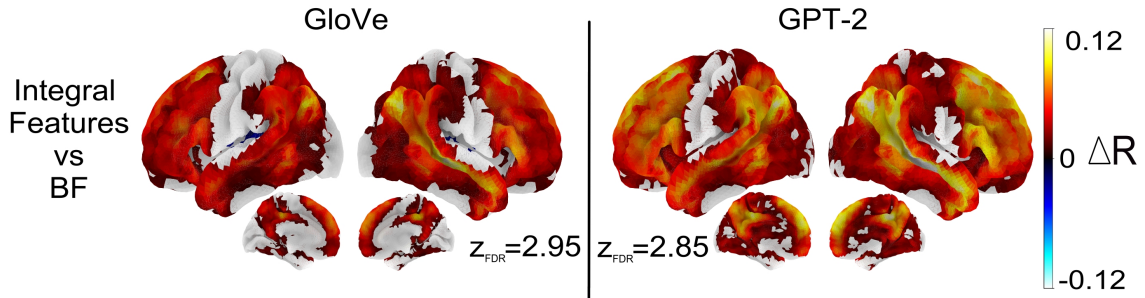 GloVe
GPT-2
Integral
Features
vs
BF
z_FDR=2.95
z_FDR=2.85
0.12
0
ΔR
-0.12